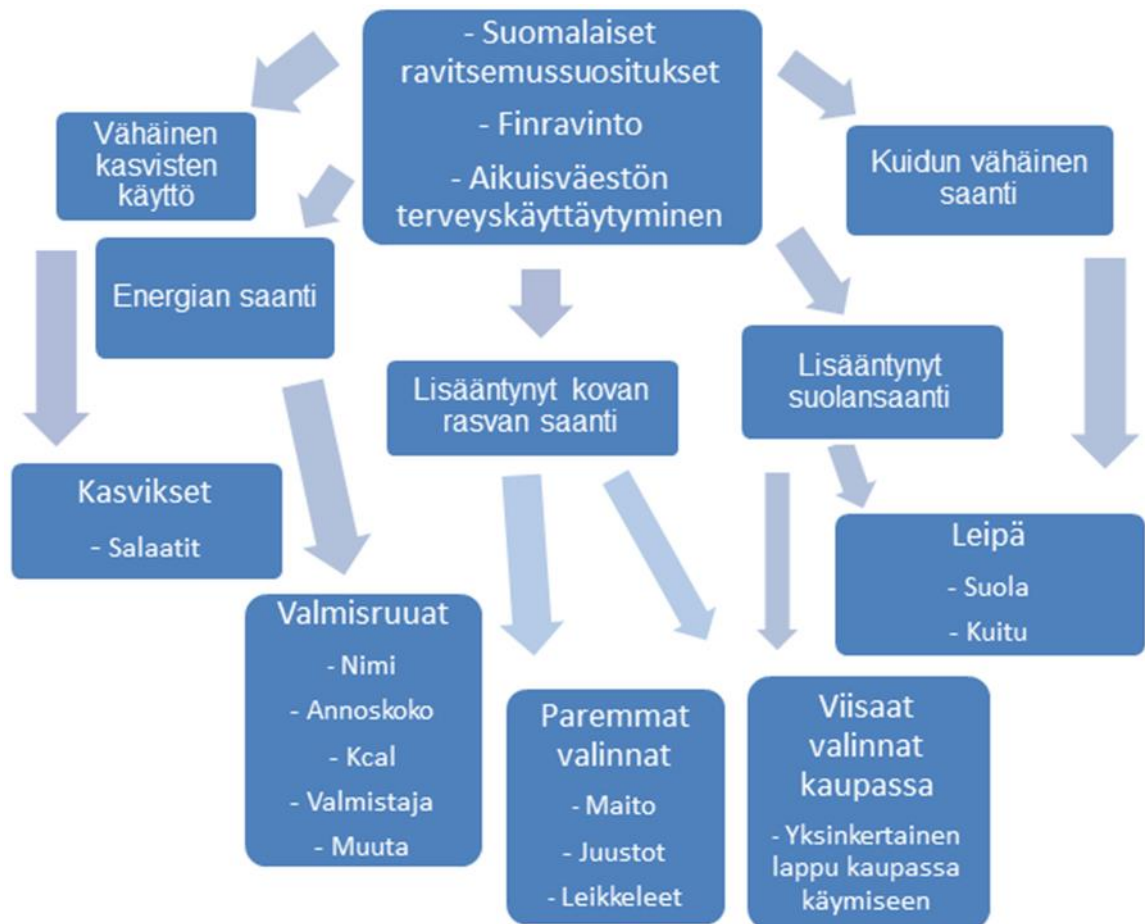 - Suomalaiset
ravitsemussuositukset
- Finravinto
- Aikuisväestön
terveyskäyttäytyminen
Vähäinen
kasvisten
käyttö
Kuidun vähäinen
saanti
Energian saanti
Lisääntynyt kovan
rasvan saanti
Lisääntynyt
suolansaanti
Kasvikset
- Salaatit
Leipä
- Suola
- Kuitu
Valmisruuat
- Nimi
- Annoskoko
- Kcal
- Valmistaja
- Muuta
Paremmat
valinnat
- Maito
- Juustot
- Leikkeleet
Viisaat
valinnat
kaupassa
- Yksinkertainen
lappu kaupassa
käymiseen